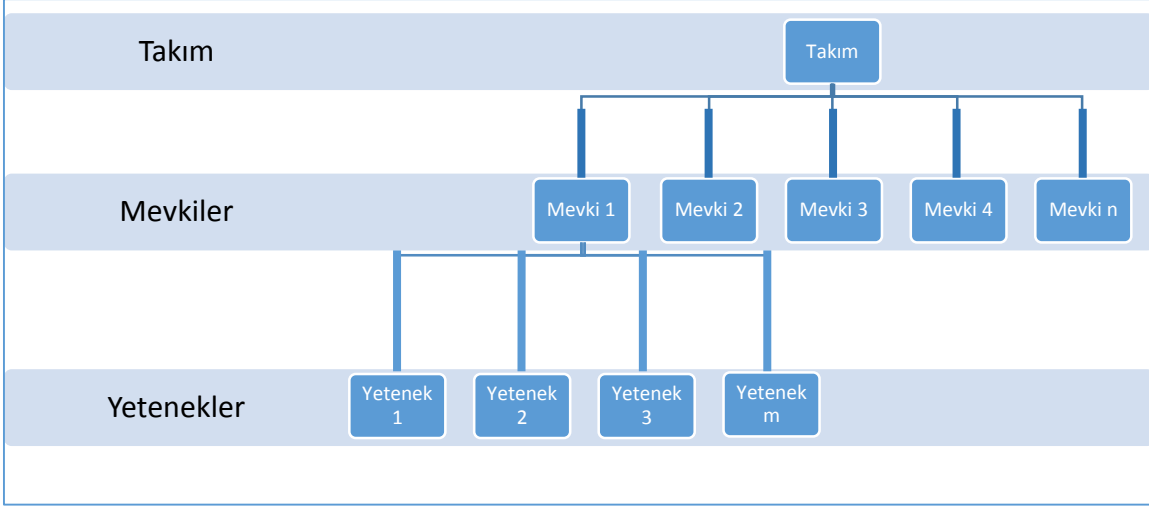 Takım
Takım
Mevkiler
Mevki 1
Mevki 2
Mevki 3
Mevki 4
Mevki n
Yetenekler
Yetenek
1
Yetenek
2
Yetenek
3
Yetenek
m